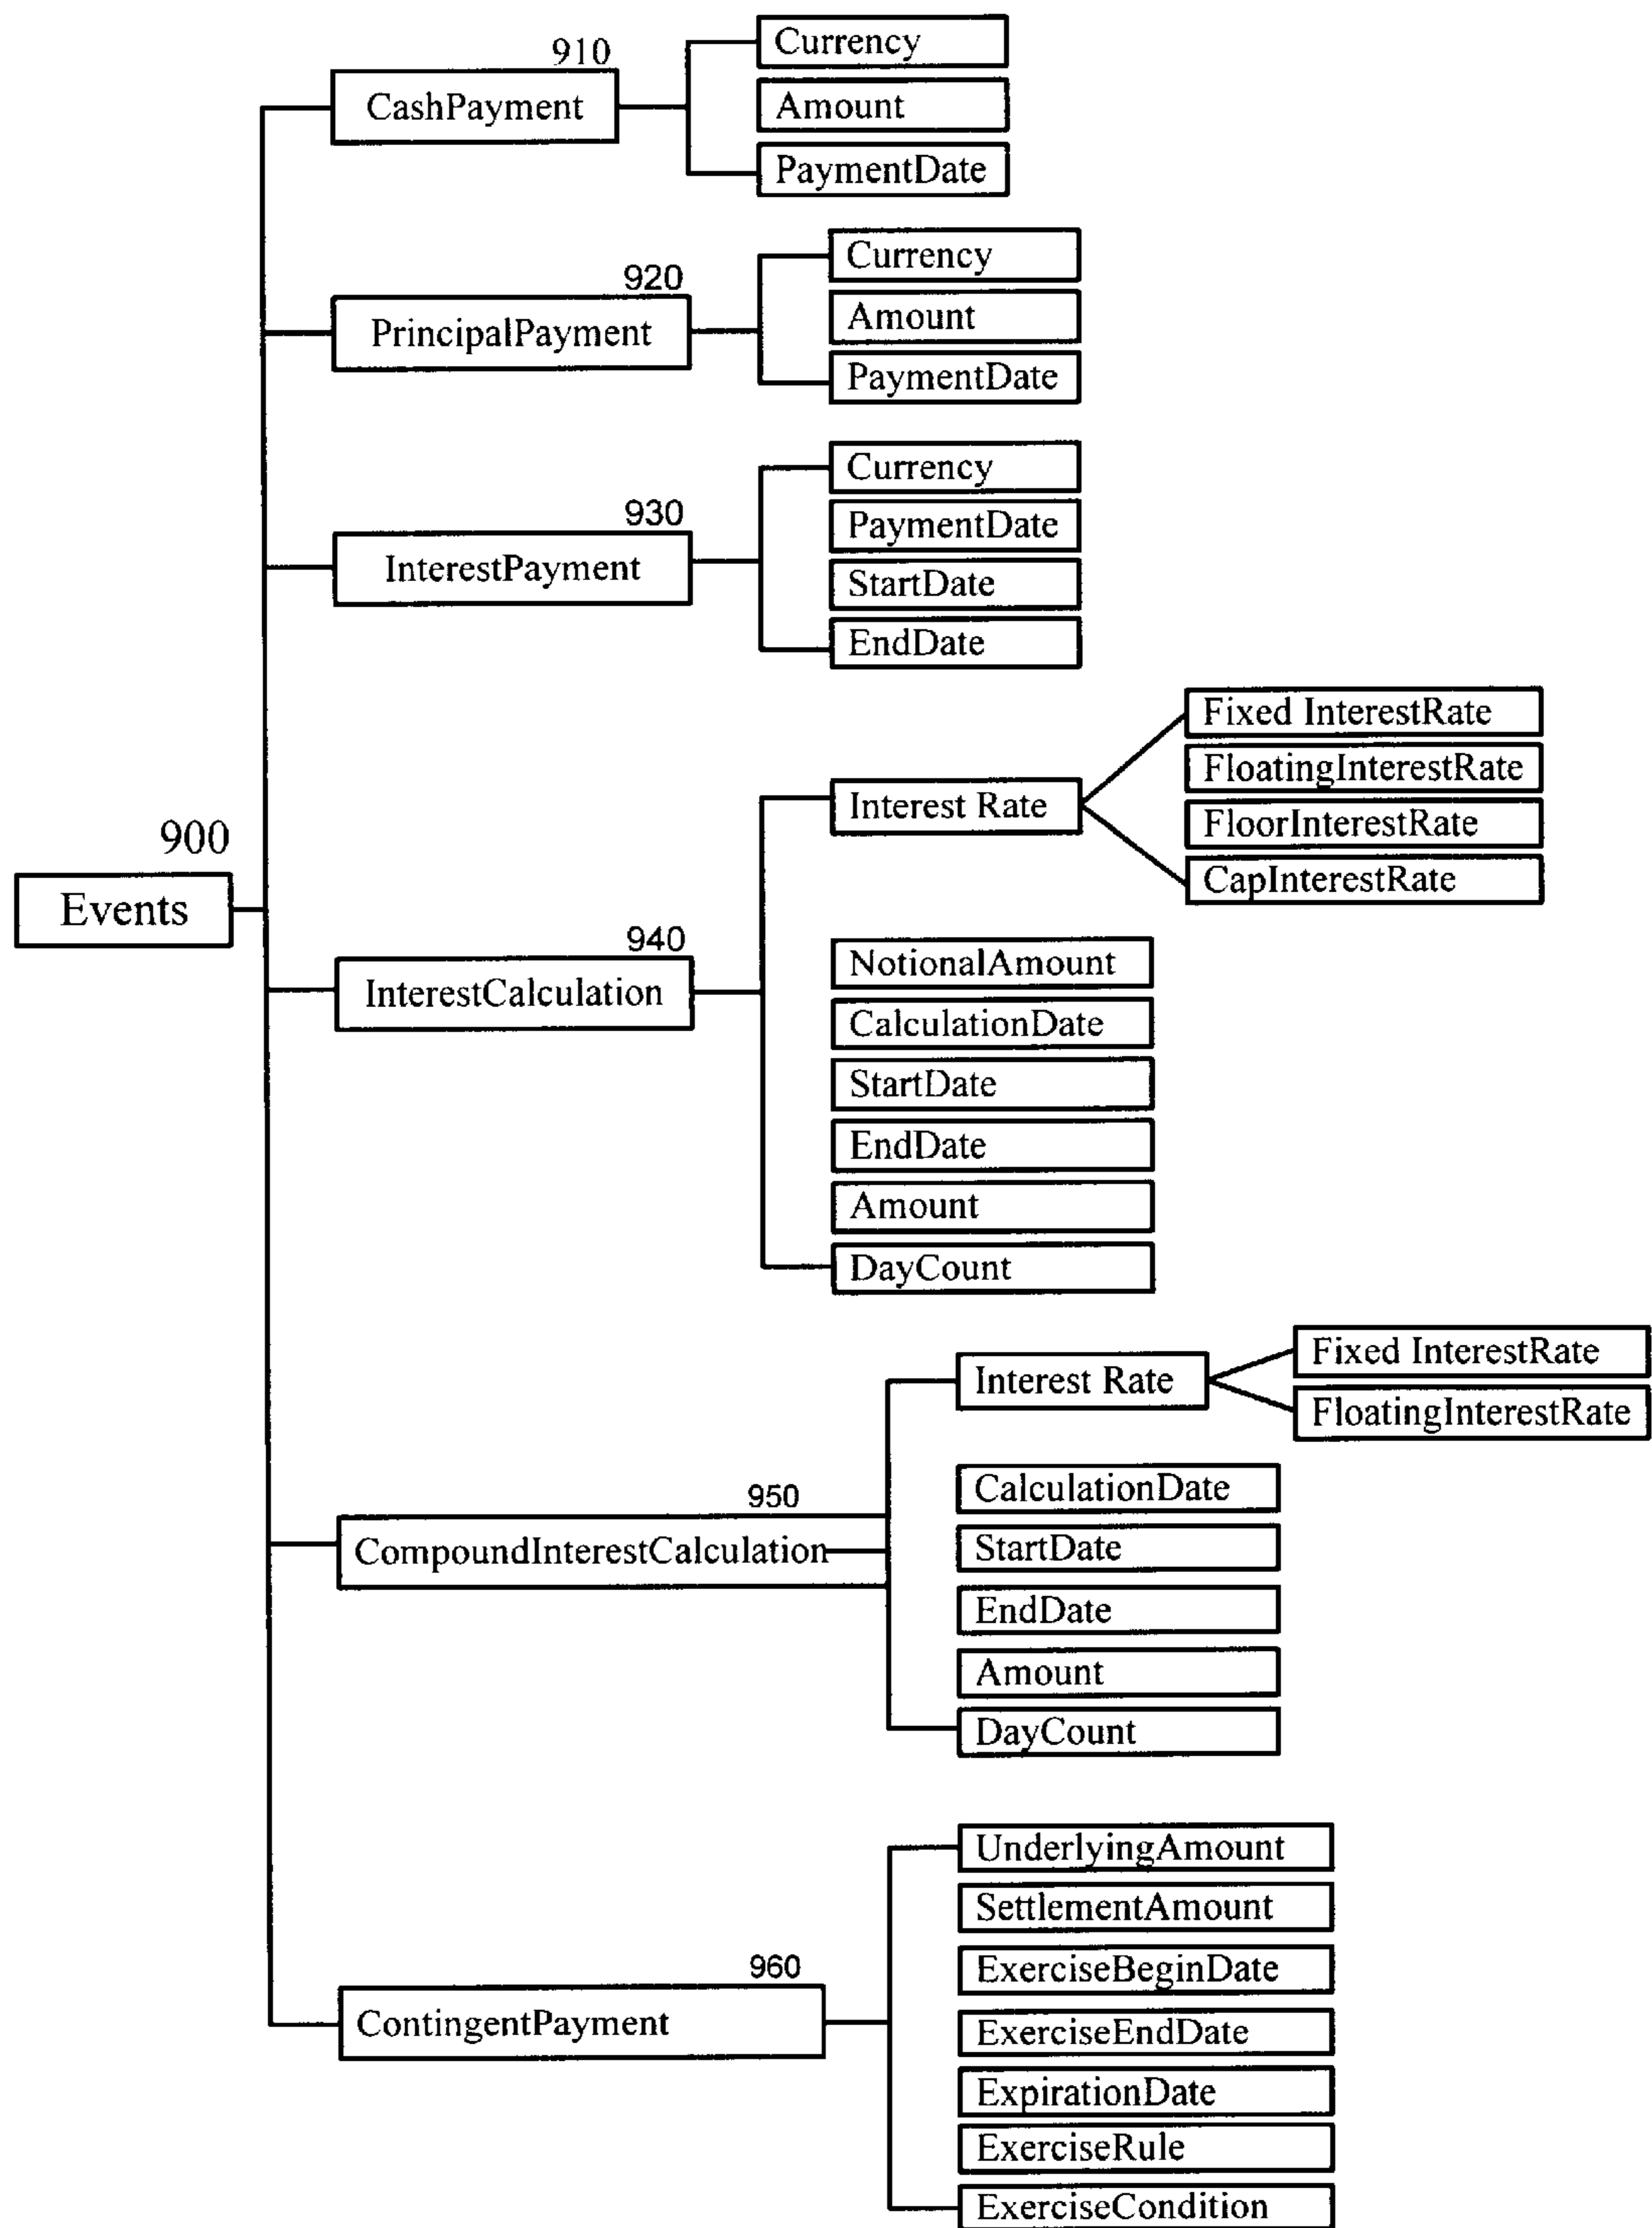 910
CashPayment
Currency
Amount
PaymentDate
920
PrincipalPayment
Currency
Amount
PaymentDate
930
InterestPayment
Currency
PaymentDate
StartDate
EndDate
900
Events
940
InterestCalculation
Interest Rate
Fixed InterestRate
FloatingInterestRate
FloorInterestRate
CapInterestRate
NotionalAmount
CalculationDate
StartDate
EndDate
Amount
DayCount
950
CompoundInterestCalculation
Interest Rate
Fixed InterestRate
FloatingInterestRate
CalculationDate
StartDate
EndDate
Amount
DayCount
960
ContingentPayment
UnderlyingAmount
SettlementAmount
ExerciseBeginDate
ExerciseEndDate
ExpirationDate
ExerciseRule
ExerciseCondition